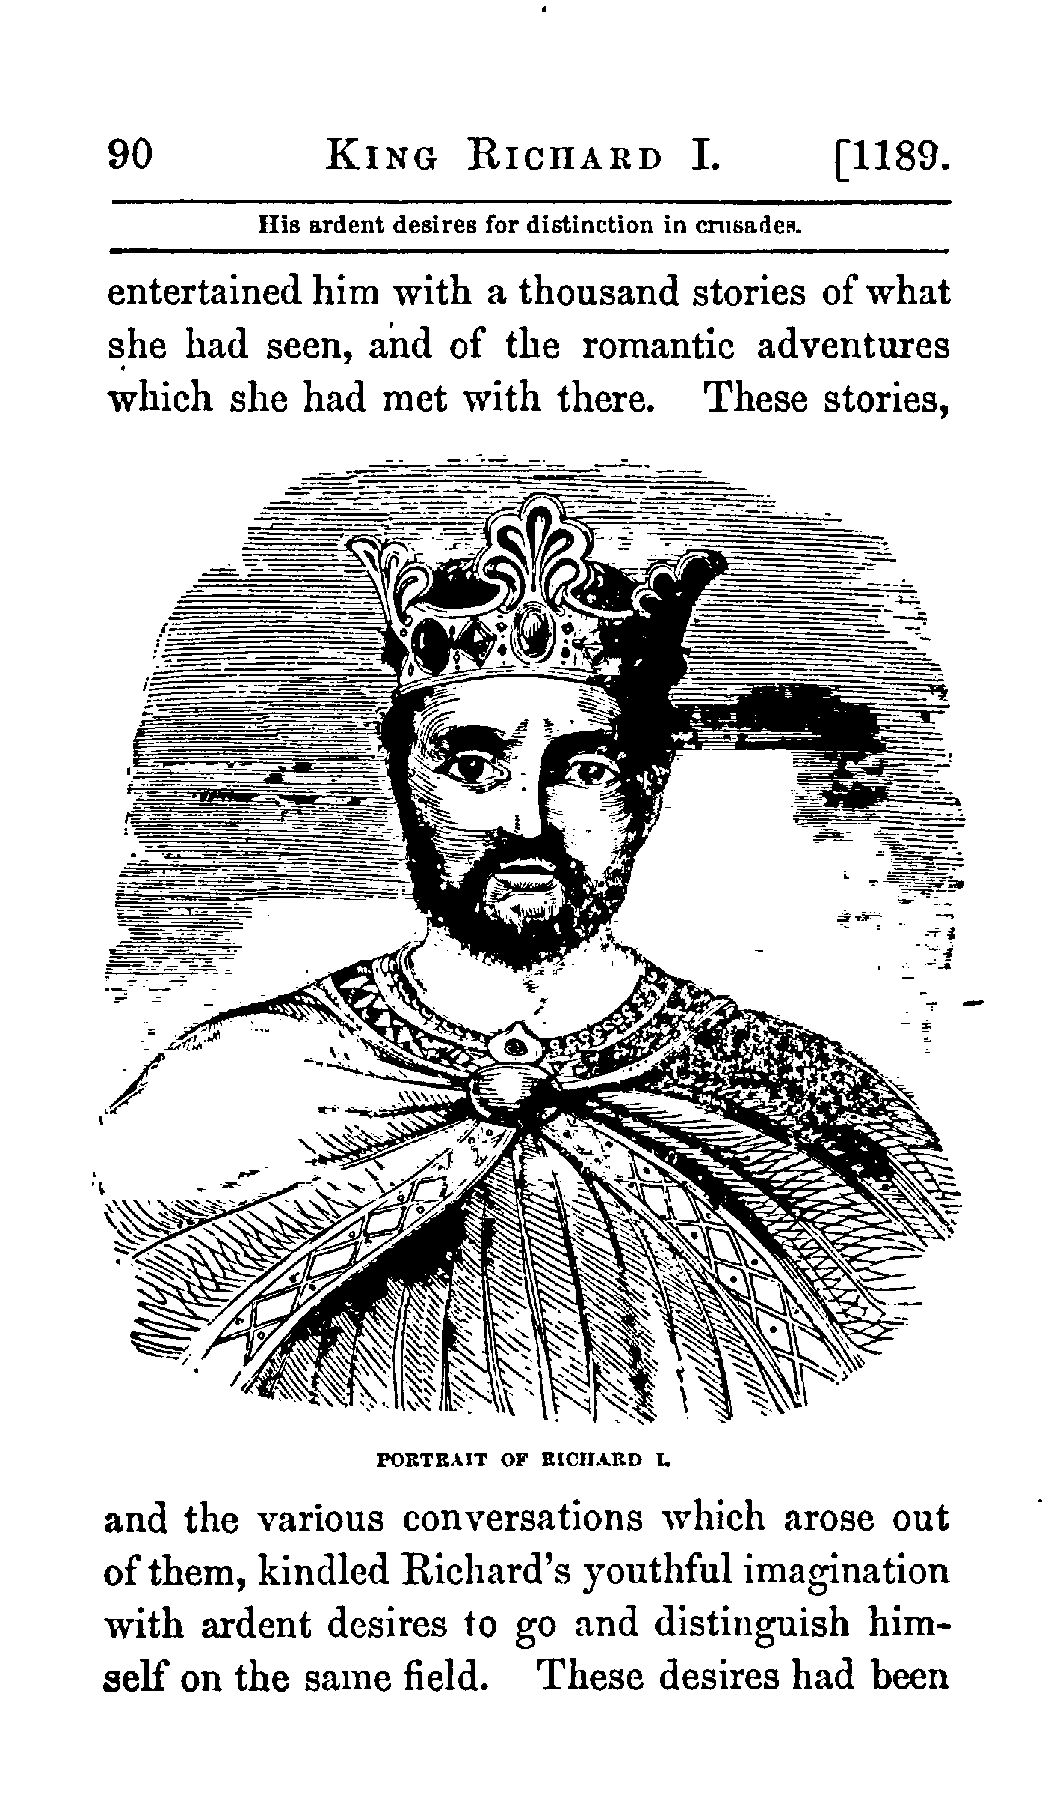 90 KING RICHARD I. [1189.
His ardent desires for distinction in crusades.
entertained him with a thousand stories of what
she had seen, and of the romantic adventures
which she had met with there. These stories,
PORTRAIT OF RICHARD I.
and the various conversations which arose out
of them, kindled Richard's youthful imagination
with ardent desires to go and distinguish him-
self on the same field. These desires had been